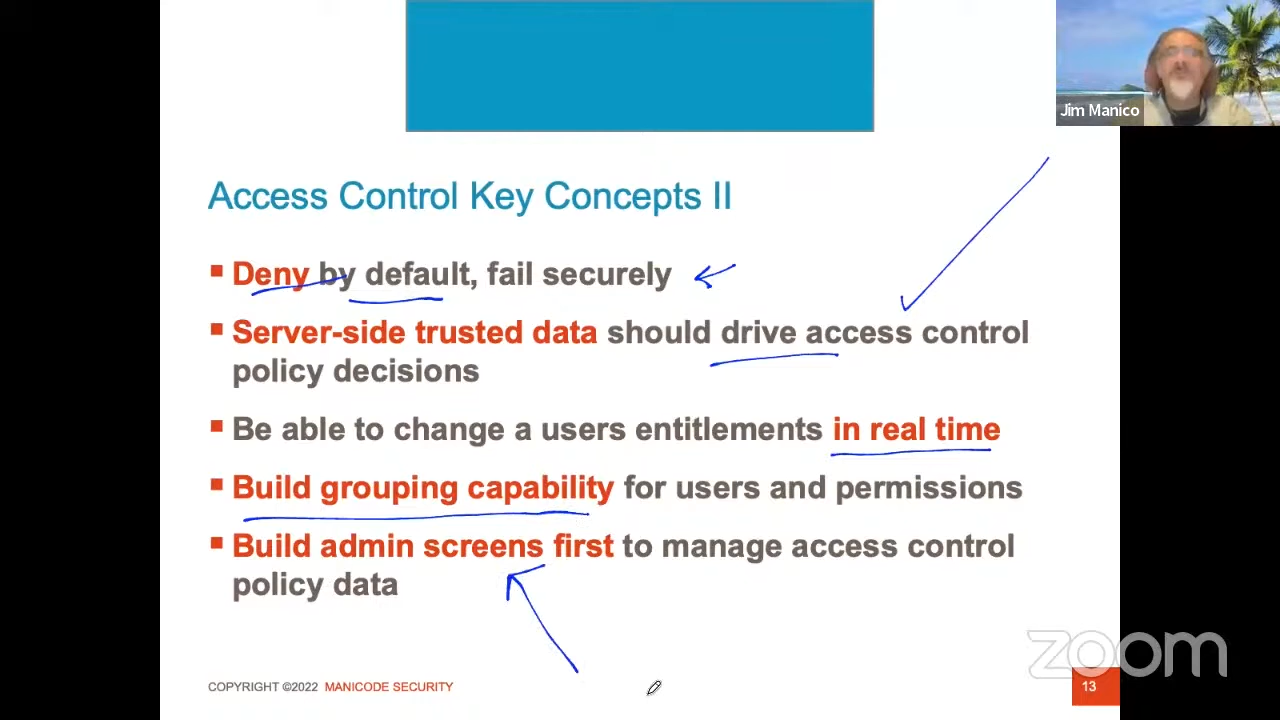 Jim Manico
Access Control Key Concepts II
Deny by default, fail securely
Server-side trusted data should drive access control
policy decisions
Be able to change a users entitlements in real time
Build grouping capability for users and permissions
Build admin screens first to manage access control
policy data
zoom
COPYRIGHT ©2022 MANICODE SECURITY
13